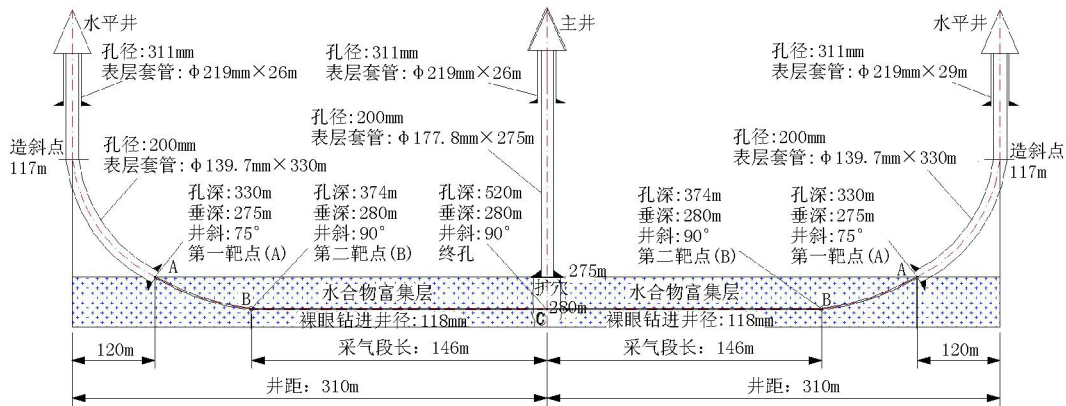 水平井
主井
水平井
孔径:311mm
表层套管:φ219mm×26m
孔径:311mm
表层套管:φ219mm×26m
孔径:311mm
表层套管:φ219mm×29m
孔径:200mm
表层套管:φ177.8mm×275m
造斜点
117m
孔径:200mm
表层套管:φ139.7mm×330m
孔径:200mm
表层套管:φ139.7mm×330m
造斜点
117m
孔深:330m
垂深:275m
井斜:75°
第一靶点(A)
孔深:374m
垂深:280m
井斜:90°
第二靶点(B)
孔深:520m
垂深:280m
井斜:90°
终孔
孔深:374m
垂深:280m
井斜:90°
第二靶点(B)
孔深:330m
垂深:275m
井斜:75°
第一靶点(A)
A
275m
A
扩穴
B
水合物富集层
水合物富集层
B
280m
裸眼钻进井径:118mm
C
裸眼钻进井径:118mm
120m
采气段长：146m
采气段长：146m
120m
井距：310m
井距：310m